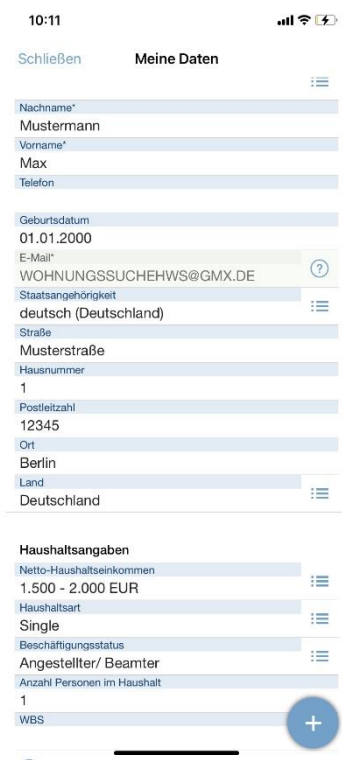 10:11
Schließen
Meine Daten
Nachname*
Mustermann
Vorname*
Max
Telefon
Geburtsdatum
01.01.2000
E-Mail*
WOHNUNGSSUCHEHWS@GMX.DE
?
Staatsangehörigkeit
deutsch (Deutschland)
Straße
Musterstraße
Hausnummer
1
Postleitzahl
12345
Ort
Berlin
Land
Deutschland
Haushaltsangaben
Netto-Haushaltseinkommen
1.500 - 2.000 EUR
Haushaltsart
Single
Beschäftigungsstatus
Angestellter/ Beamter
Anzahl Personen im Haushalt
1
WBS
+